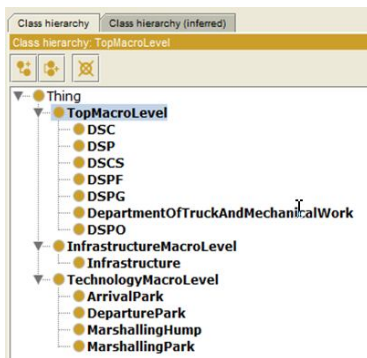 Class hierarchy Class hierarchy (inferred)
Class hierarchy: TopMacroLevel
Thing
TopMacroLevel
DSC
DSP
DSCS
DSPF
DSPG
DepartmentOfTruckAndMechanicalWork
DSPO
InfrastructureMacroLevel
Infrastructure
TechnologyMacroLevel
ArrivalPark
DeparturePark
MarshallingHump
MarshallingPark